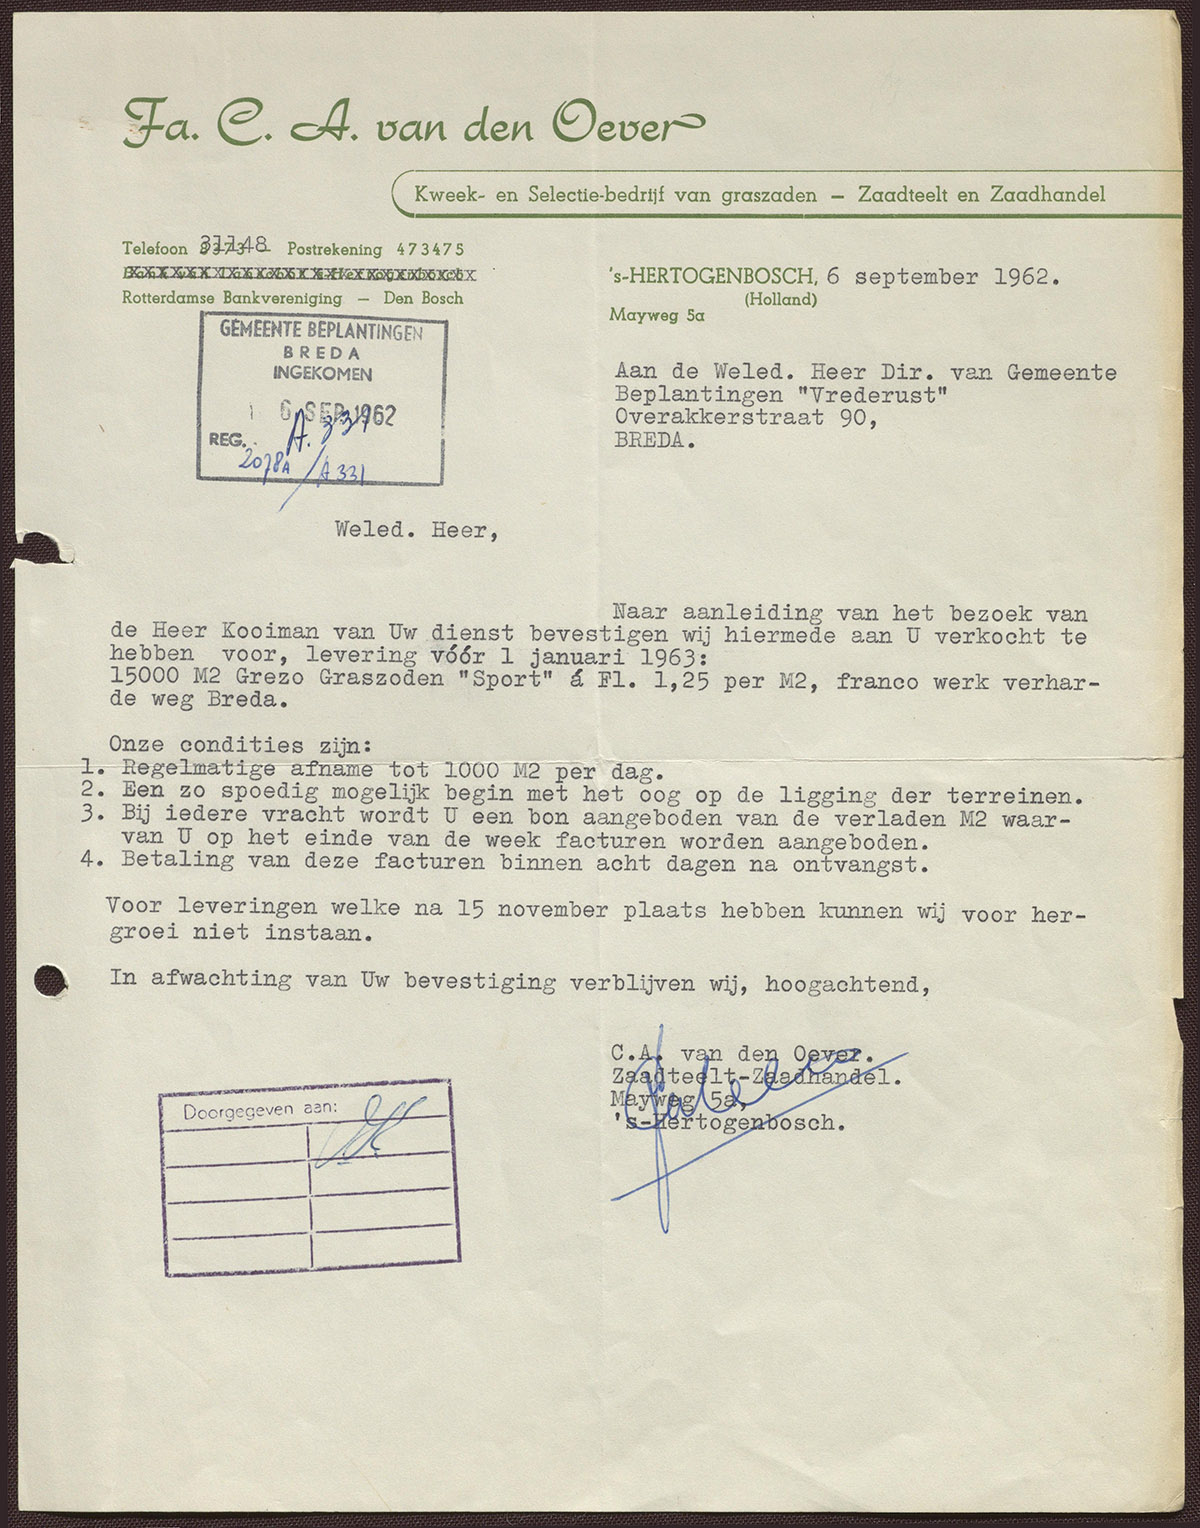 Fa. C. A. van den Oever
Kweek- en Selectie-bedrijf van graszaden — Zaadteelt en Zaadhandel
Telefoon 31148 Postrekening 473475
Rotterdamse Bankvereniging — Den Bosch
's-HERTOGENBOSCH, 6 september 1962.
(Holland)
Mayweg 5a
GEMEENTE BEPLANTINGEN
BREDA
INGEKOMEN
6 SEP. 1962
REG. A. 331
2078A / A 331
Aan de Weled. Heer Dir. van Gemeente
Beplantingen "Vrederust"
Overakkerstraat 90,
BREDA.
Weled. Heer,
Naar aanleiding van het bezoek van
de Heer Kooiman van Uw dienst bevestigen wij hiermede aan U verkocht te
hebben voor, levering vóór 1 januari 1963:
15000 M2 Grezo Graszoden "Sport" á Fl. 1,25 per M2, franco werk verhar-
de weg Breda.
Onze condities zijn:
1. Regelmatige afname tot 1000 M2 per dag.
2. Een zo spoedig mogelijk begin met het oog op de ligging der terreinen.
3. Bij iedere vracht wordt U een bon aangeboden van de verladen M2 waar-
van U op het einde van de week facturen worden aangeboden.
4. Betaling van deze facturen binnen acht dagen na ontvangst.
Voor leveringen welke na 15 november plaats hebben kunnen wij voor her-
groei niet instaan.
In afwachting van Uw bevestiging verblijven wij, hoogachtend,
C.A. van den Oever.
Zaadteelt-Zaadhandel.
Mayweg 5a,
's-Hertogenbosch.
Doorgegeven aan: